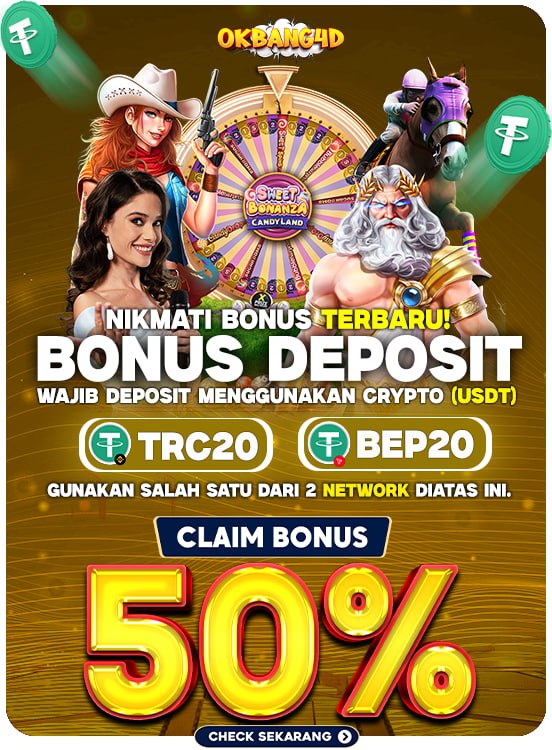 OKBANG4D
SWEET
BONANZA
CANDYLAND
NIKMATI BONUS TERBARU!
BONUS DEPOSIT
WAJIB DEPOSIT MENGGUNAKAN CRYPTO (USDT)
TRC20
BEP20
GUNAKAN SALAH SATU DARI 2 NETWORK DIATAS INI.
CLAIM BONUS
50%
CHECK SEKARANG